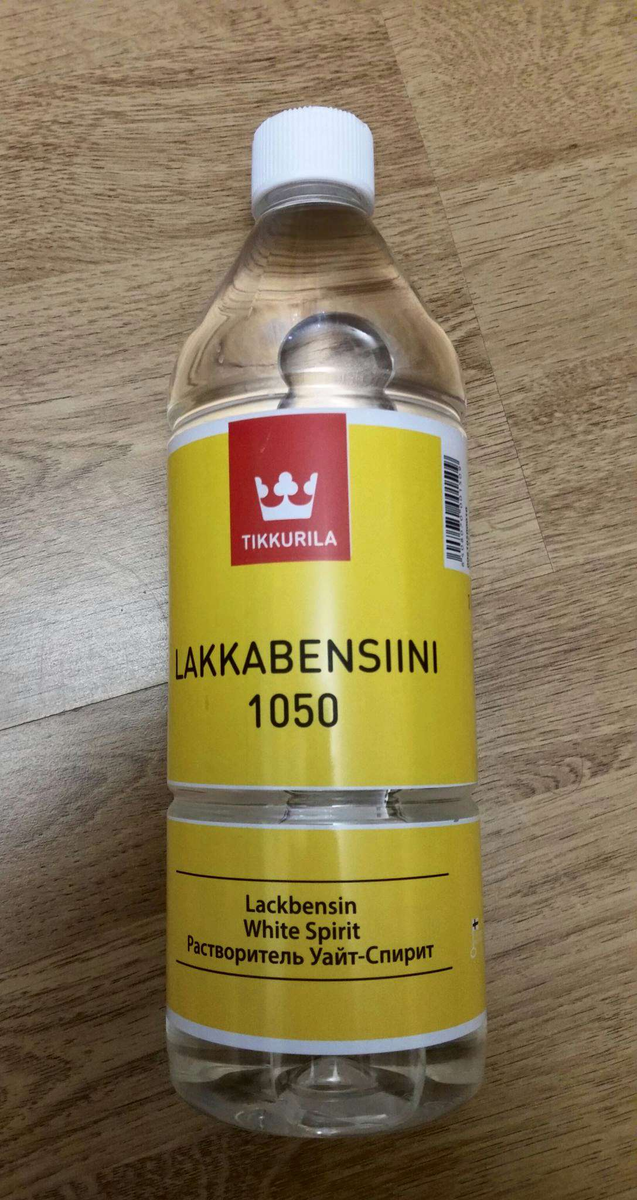 TIKKURILA
LAKKABENSIINI
1050
Lackbensin
White Spirit
Растворитель Уайт-Спирит